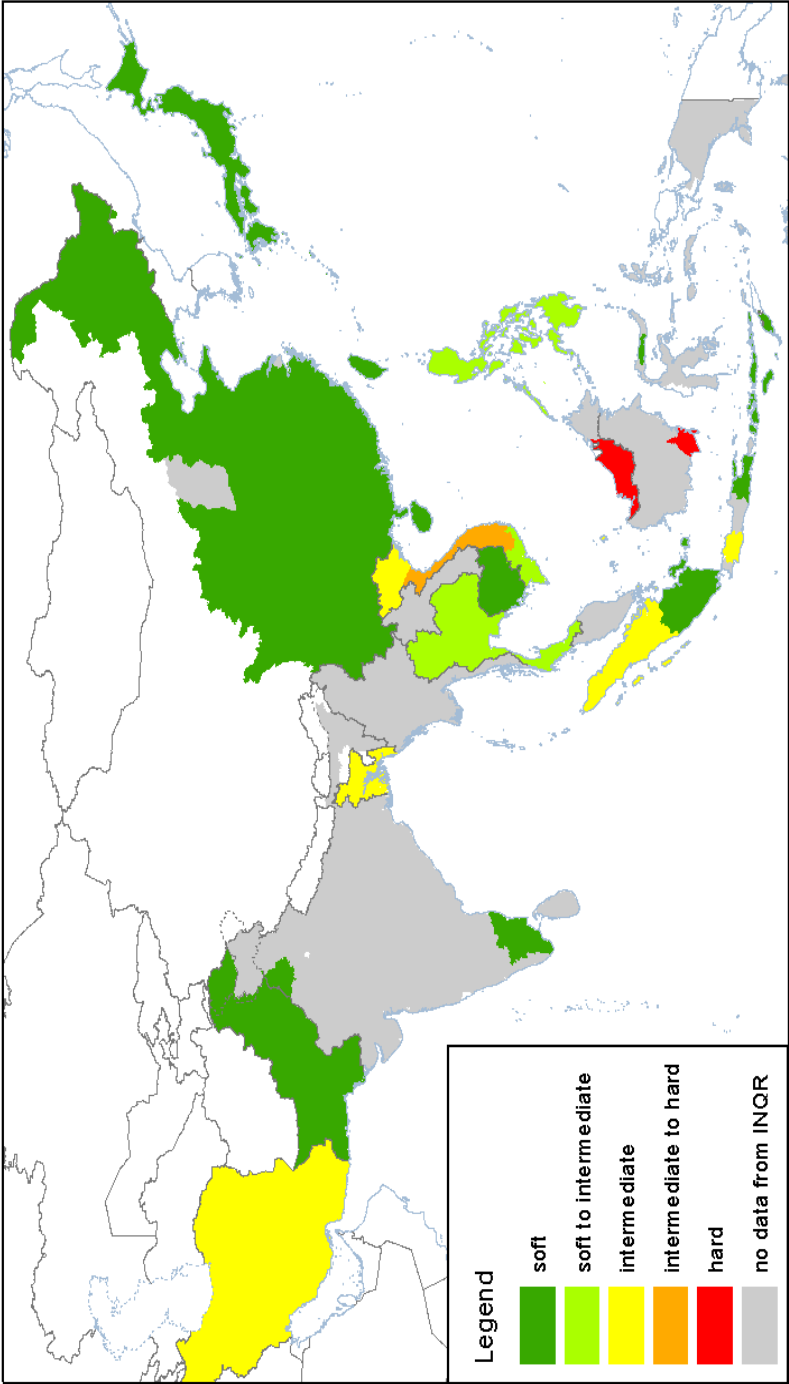 Legend
soft
soft to intermediate
intermediate
intermediate to hard
hard
no data from INQR